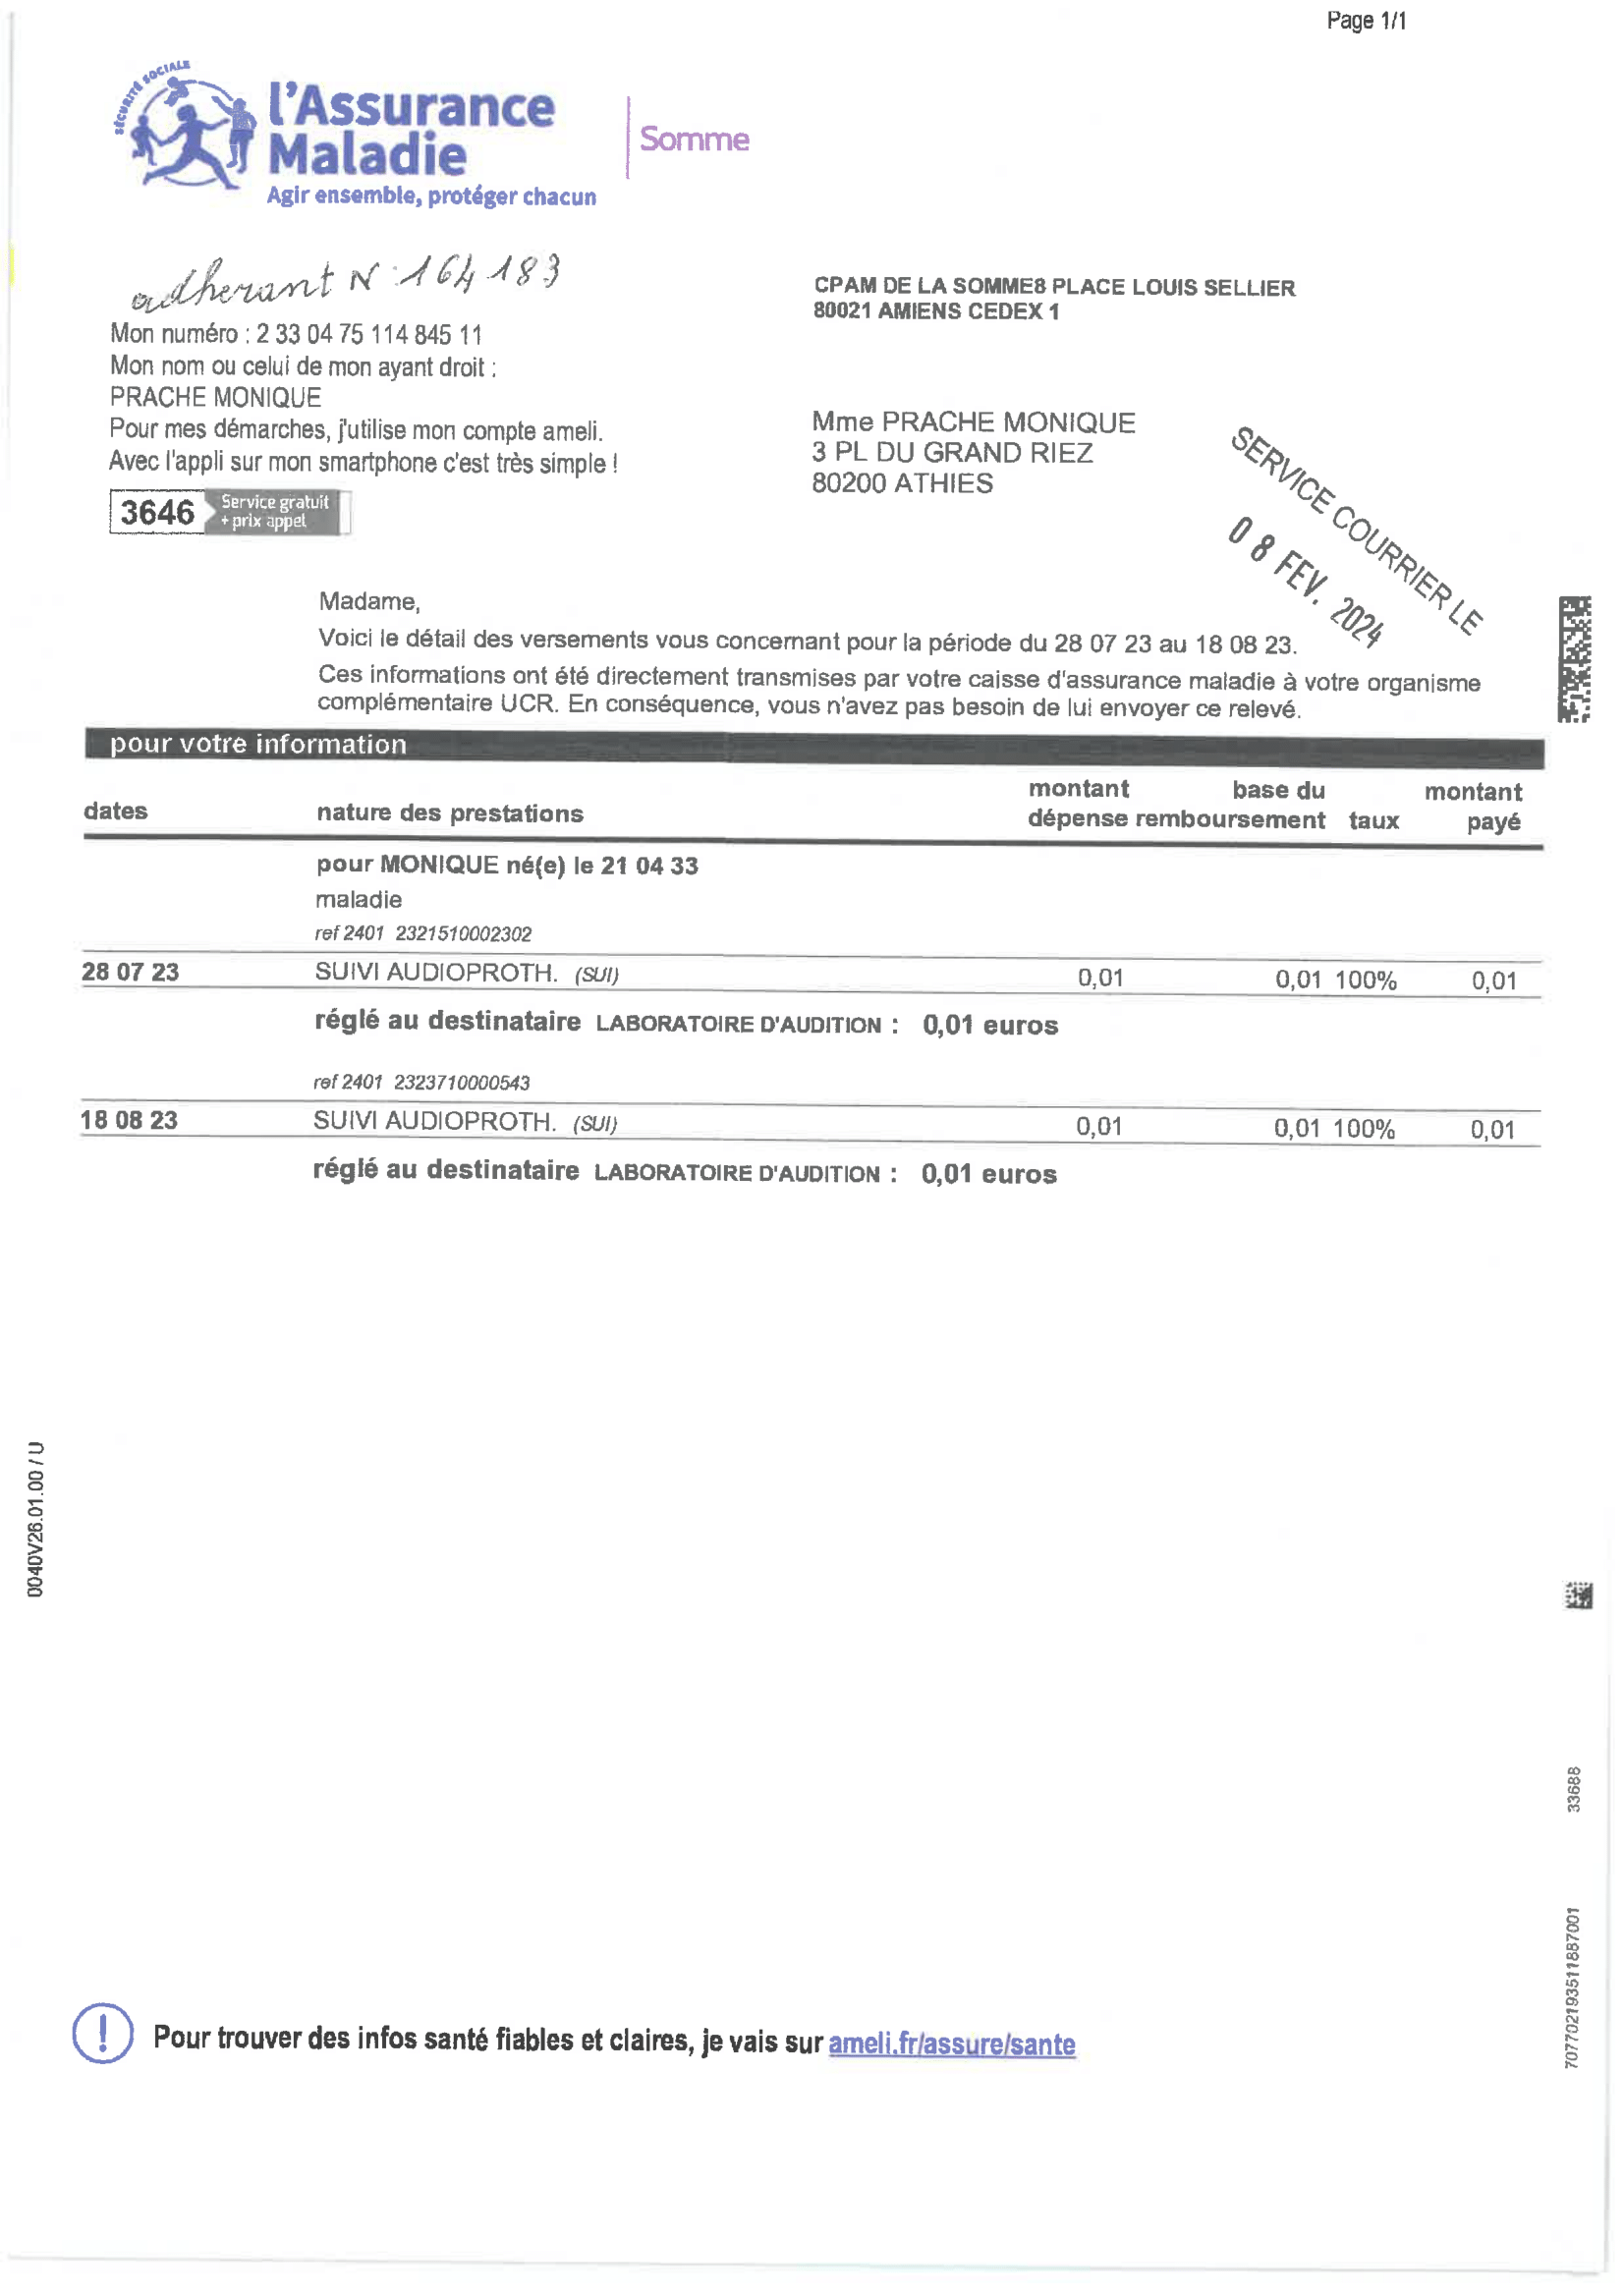 Page 1/1
SÉCURITÉ SOCIALE
l'Assurance
Maladie
Agir ensemble, protéger chacun
Somme
adherant N°164 183
CPAM DE LA SOMME8 PLACE LOUIS SELLIER
80021 AMIENS CEDEX 1
Mon numéro : 2 33 04 75 114 845 11
Mon nom ou celui de mon ayant droit :
PRACHE MONIQUE
Pour mes démarches, j'utilise mon compte ameli.
Avec l'appli sur mon smartphone c'est très simple !
3646 Service gratuit
+ prix appel
Mme PRACHE MONIQUE
3 PL DU GRAND RIEZ
80200 ATHIES
SERVICE COURRIER LE
08 FEV. 2024
Madame,
Voici le détail des versements vous concernant pour la période du 28 07 23 au 18 08 23.
Ces informations ont été directement transmises par votre caisse d'assurance maladie à votre organisme
complémentaire UCR. En conséquence, vous n'avez pas besoin de lui envoyer ce relevé.
pour votre information
dates nature des prestations montant dépense base du remboursement taux montant payé
pour MONIQUE né(e) le 21 04 33
maladie
ref 2401 2321510002302
28 07 23 SUIVI AUDIOPROTH. (SUI) 0,01 0,01 100% 0,01
réglé au destinataire LABORATOIRE D'AUDITION : 0,01 euros
ref 2401 2323710000543
18 08 23 SUIVI AUDIOPROTH. (SUI) 0,01 0,01 100% 0,01
réglé au destinataire LABORATOIRE D'AUDITION : 0,01 euros
0040V26.01.00 / U
33688
707702193511887001
! Pour trouver des infos santé fiables et claires, je vais sur ameli.fr/assure/sante